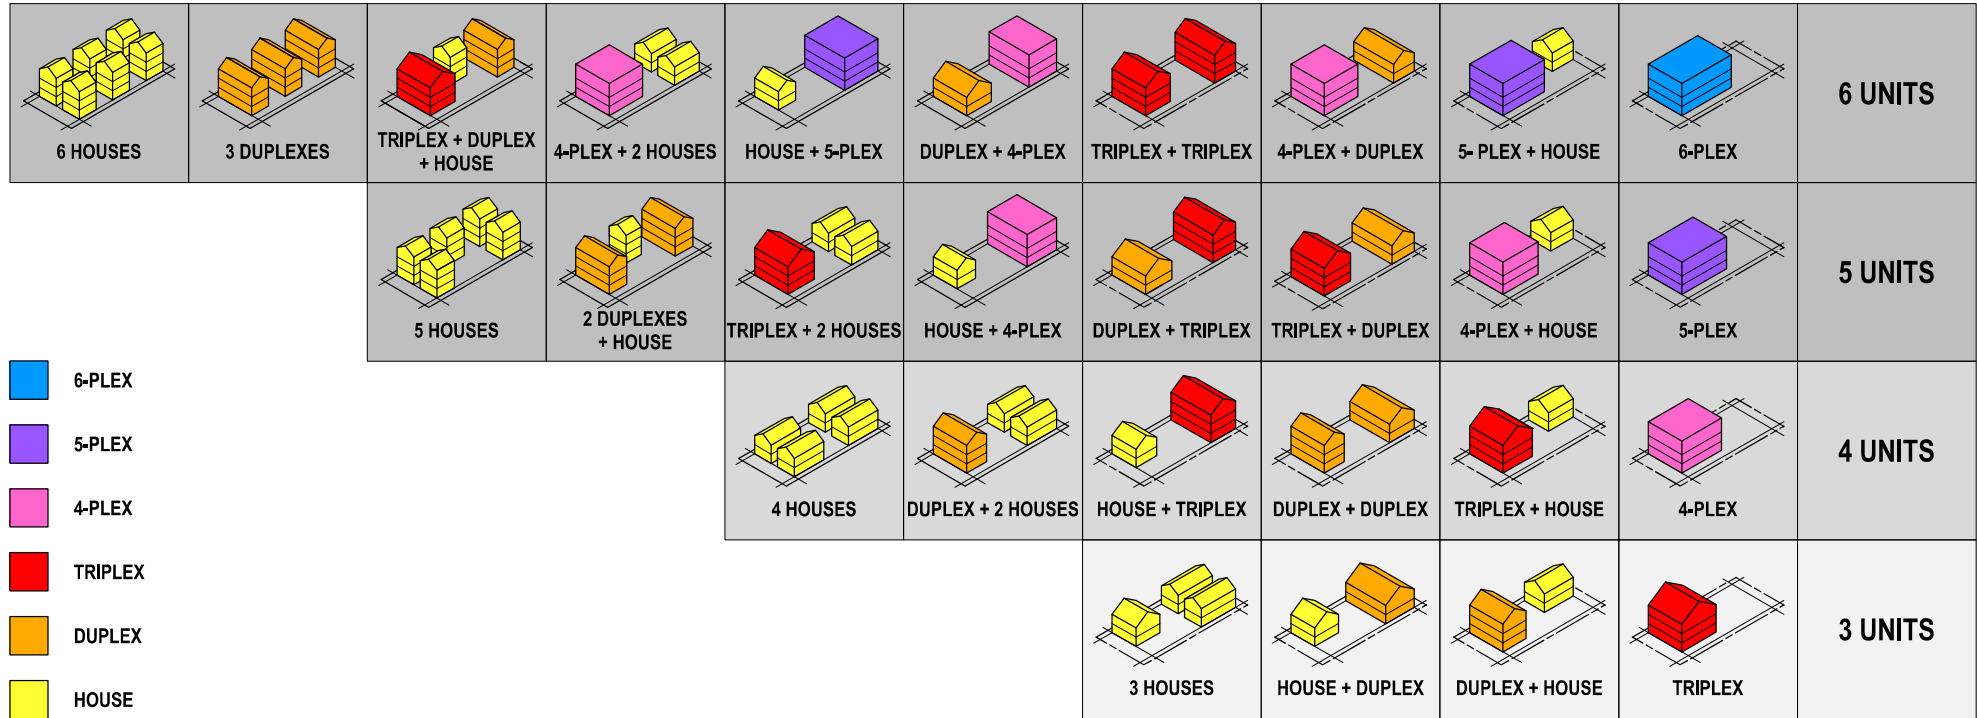 6 HOUSES
3 DUPLEXES
TRIPLEX + DUPLEX
+ HOUSE
4-PLEX + 2 HOUSES
HOUSE + 5-PLEX
DUPLEX + 4-PLEX
TRIPLEX + TRIPLEX
4-PLEX + DUPLEX
5- PLEX + HOUSE
6-PLEX
6 UNITS
5 HOUSES
2 DUPLEXES
+ HOUSE
TRIPLEX + 2 HOUSES
HOUSE + 4-PLEX
DUPLEX + TRIPLEX
TRIPLEX + DUPLEX
4-PLEX + HOUSE
5-PLEX
5 UNITS
4 HOUSES
DUPLEX + 2 HOUSES
HOUSE + TRIPLEX
DUPLEX + DUPLEX
TRIPLEX + HOUSE
4-PLEX
4 UNITS
3 HOUSES
HOUSE + DUPLEX
DUPLEX + HOUSE
TRIPLEX
3 UNITS
6-PLEX
5-PLEX
4-PLEX
TRIPLEX
DUPLEX
HOUSE